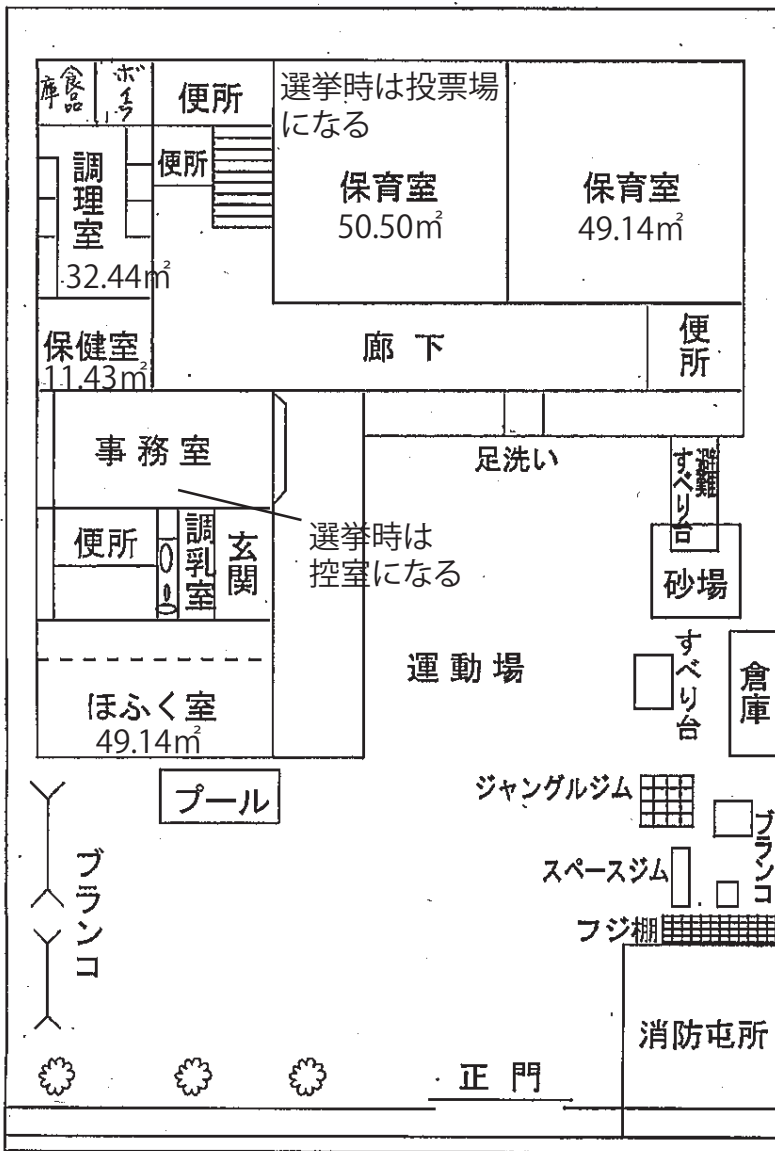 食品庫
ボイラ
便所
選挙時は投票場
になる
便所
調理室
32.44㎡
保育室
50.50㎡
保育室
49.14㎡
保健室
11.43㎡
廊下
便所
事務室
足洗い
避難
すべり台
便所
調乳室
玄関
選挙時は
控室になる
砂場
運動場
すべり台
倉庫
ほふく室
49.14㎡
プール
ジャングルジム
ブランコ
スペースジム
ブランコ
フジ棚
消防屯所
正門